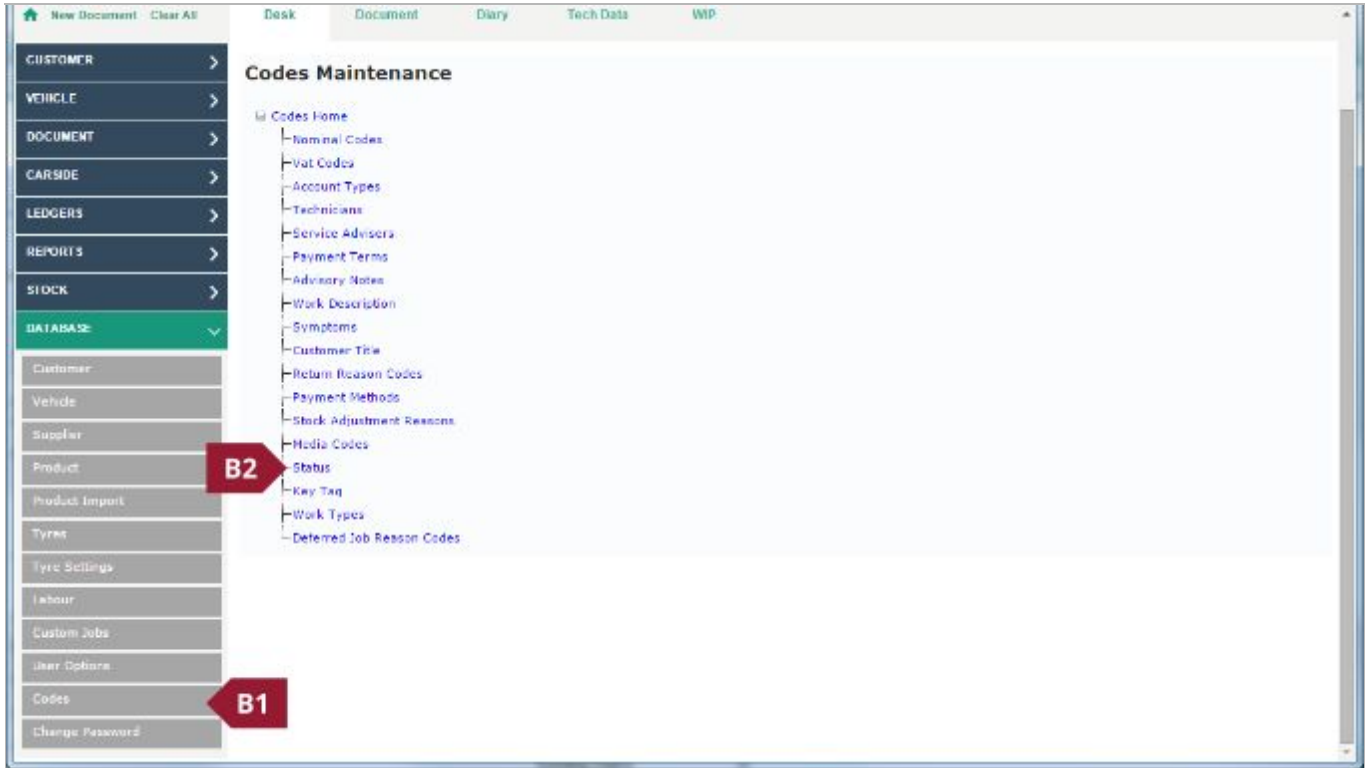 New Document Clear All Desk Document Diary Tech Data WIP
CUSTOMER
VEHICLE
DOCUMENT
CARSIDE
LEDGERS
REPORTS
STOCK
DATABASE
Customer
Vehicle
Supplier
Product
Product Import
Tyres
Tyre Settings
Labour
Custom Jobs
User Options
Codes
Change Password
Codes Maintenance
Codes Home
Nominal Codes
Vat Codes
Account Types
Technicians
Service Advisers
Payment Terms
Advisory Notes
Work Description
Symptoms
Customer Title
Return Reason Codes
Payment Methods
Stock Adjustment Reasons
Media Codes
Status
Key Tag
Work Types
Deferred Job Reason Codes
B2
B1